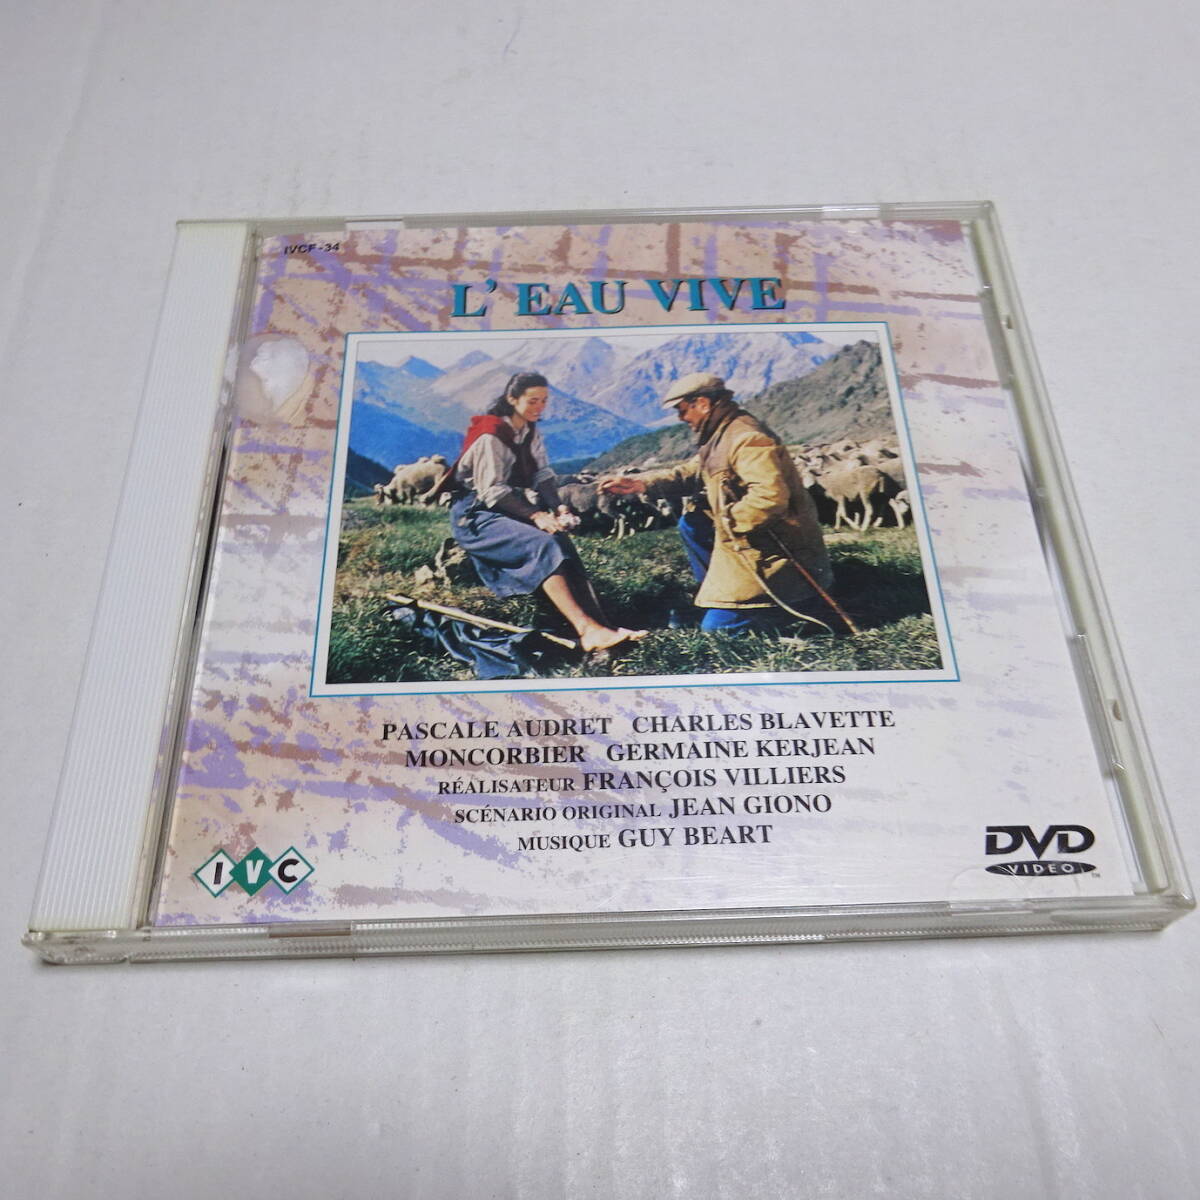 IVCF-34
L' EAU VIVE
PASCALE AUDRET CHARLES BLAVETTE
MONCORBIER GERMAINE KERJEAN
RÉALISATEUR FRANÇOIS VILLIERS
SCÉNARIO ORIGINAL JEAN GIONO
MUSIQUE GUY BEART
IVC
DVD
VIDEO
TM